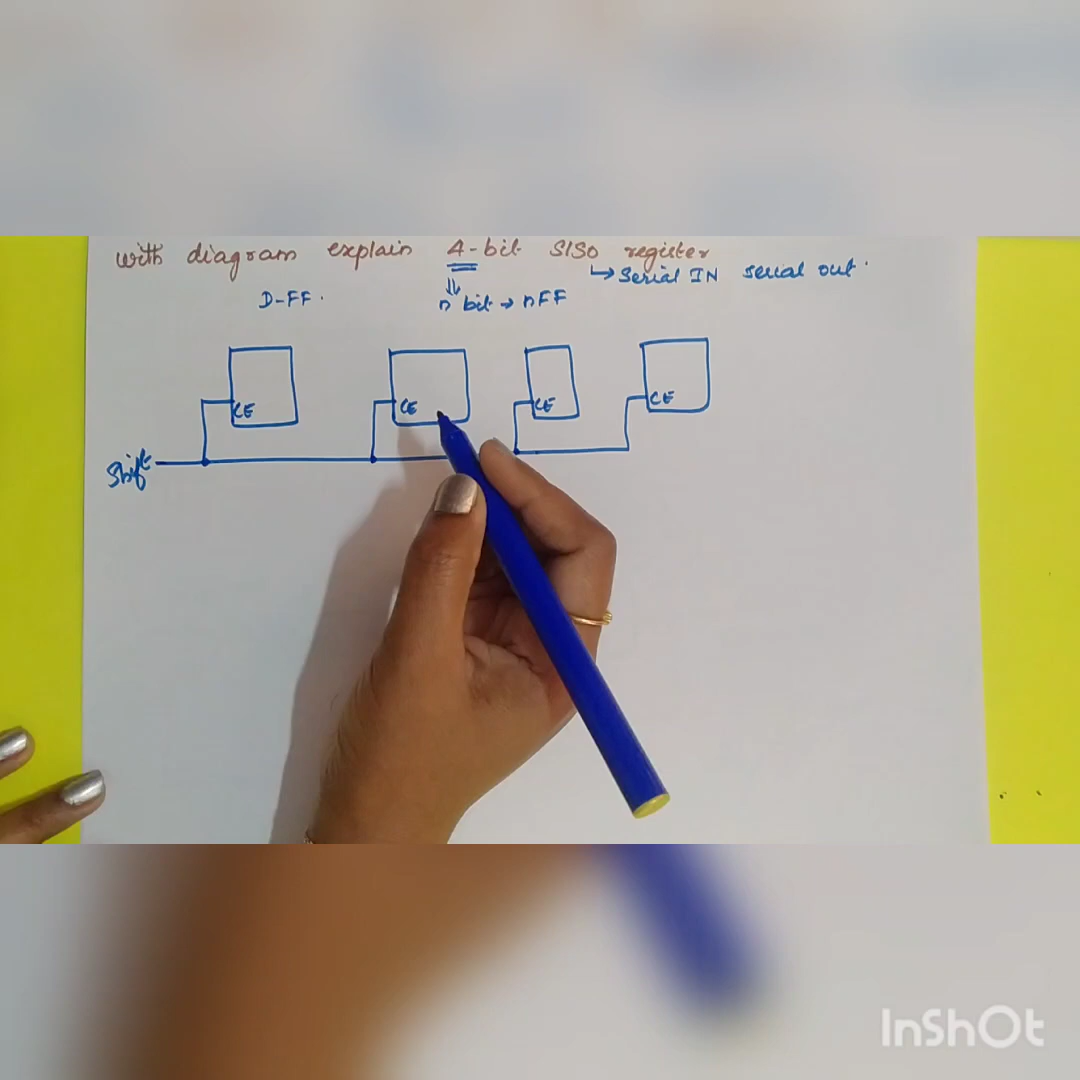 with diagram explain 4-bit SISO register
↳ Serial IN serial out.
D-FF.
n bit → n FF
CE CE CE CE
Shift
InShOt